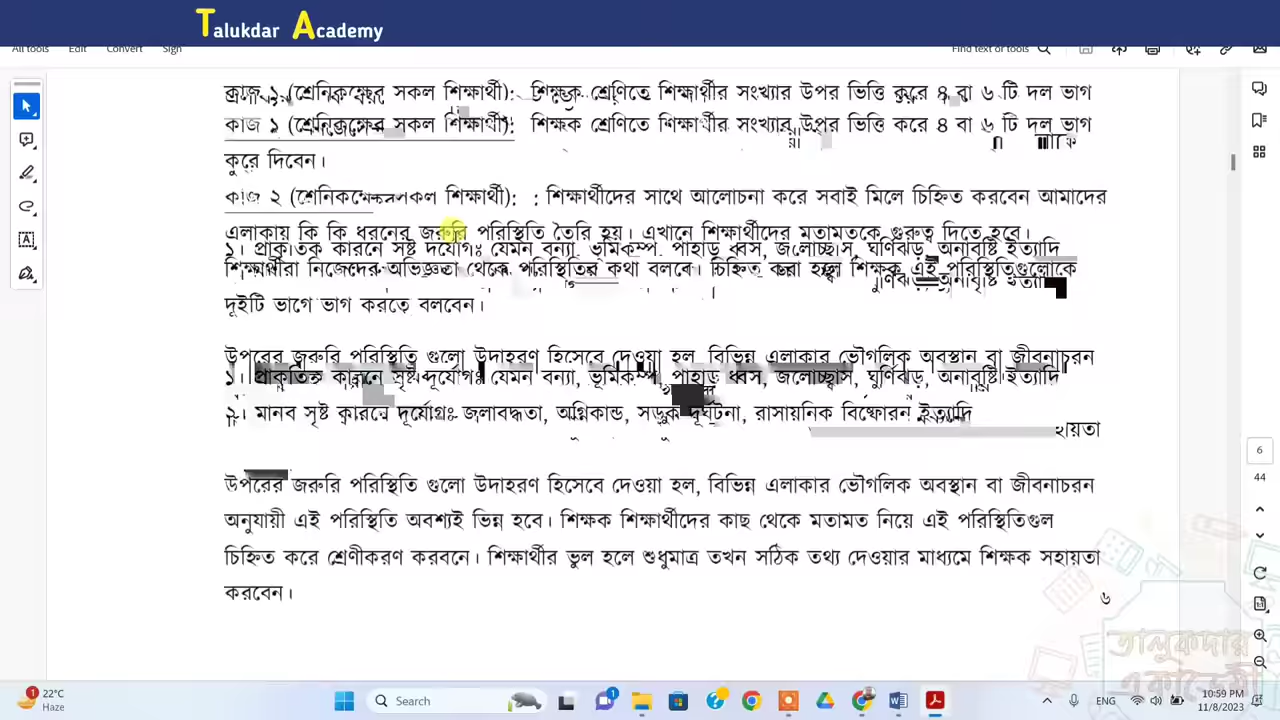 Talukdar Academy
All tools Edit Convert Sign Find text or tools
কাজ ১ (শ্রেনিকক্ষের সকল শিক্ষার্থী): শিক্ষক শ্রেণিতে শিক্ষার্থীর সংখ্যার উপর ভিত্তি করে ৪ বা ৬ টি দল ভাগ
কাজ ১ (শ্রেনিকক্ষের সকল শিক্ষার্থী): শিক্ষক শ্রেণিতে শিক্ষার্থীর সংখ্যার উপর ভিত্তি করে ৪ বা ৬ টি দল ভাগ
করে দিবেন।
কাজ ২ (শ্রেনিকক্ষের সকল শিক্ষার্থী): : শিক্ষার্থীদের সাথে আলোচনা করে সবাই মিলে চিহ্নিত করবেন আমাদের
এলাকায় কি কি ধরনের জরুরি পরিস্থিতি তৈরি হয়। এখানে শিক্ষার্থীদের মতামতকে গুরুত্ব দিতে হবে।
১। প্রাকৃতিক কারনে সৃষ্ট দূর্যোগঃ যেমন বন্যা, ভূমিকম্প, পাহাড় ধ্বস, জলোচ্ছ্বাস, ঘুর্ণিঝড়, অনাবৃষ্টি ইত্যাদি
শিক্ষার্থীরা নিজেদের অভিজ্ঞতা থেকে পরিস্থিতির কথা বলবে। চিহ্নিত করা হলে শিক্ষক এই পরিস্থিতিগুলোকে
দূইটি ভাগে ভাগ করতে বলবেন।
উপরের জরুরি পরিস্থিতি গুলো উদাহরণ হিসেবে দেওয়া হল, বিভিন্ন এলাকার ভৌগলিক অবস্থান বা জীবনাচরন
১। প্রাকৃতিক কারনে সৃষ্ট দূর্যোগঃ যেমন বন্যা, ভূমিকম্প, পাহাড় ধ্বস, জলোচ্ছ্বাস, ঘুর্ণিঝড়, অনাবৃষ্টি ইত্যাদি
২। মানব সৃষ্ট কারনে দূর্যোগঃ জলাবদ্ধতা, অগ্নিকান্ড, সড়ক দূর্ঘটনা, রাসায়নিক বিষ্ফোরন ইত্যাদি
হায়তা
উপরের জরুরি পরিস্থিতি গুলো উদাহরণ হিসেবে দেওয়া হল, বিভিন্ন এলাকার ভৌগলিক অবস্থান বা জীবনাচরন
অনুযায়ী এই পরিস্থিতি অবশ্যই ভিন্ন হবে। শিক্ষক শিক্ষার্থীদের কাছ থেকে মতামত নিয়ে এই পরিস্থিতিগুল
চিহ্নিত করে শ্রেণীকরণ করবনে। শিক্ষার্থীর ভুল হলে শুধুমাত্র তখন সঠিক তথ্য দেওয়ার মাধ্যমে শিক্ষক সহায়তা
করবেন।
৬
6
44
তালুকদার
একাডেমী
1 22°C
Haze
Search
1
ENG
10:59 PM
11/8/2023